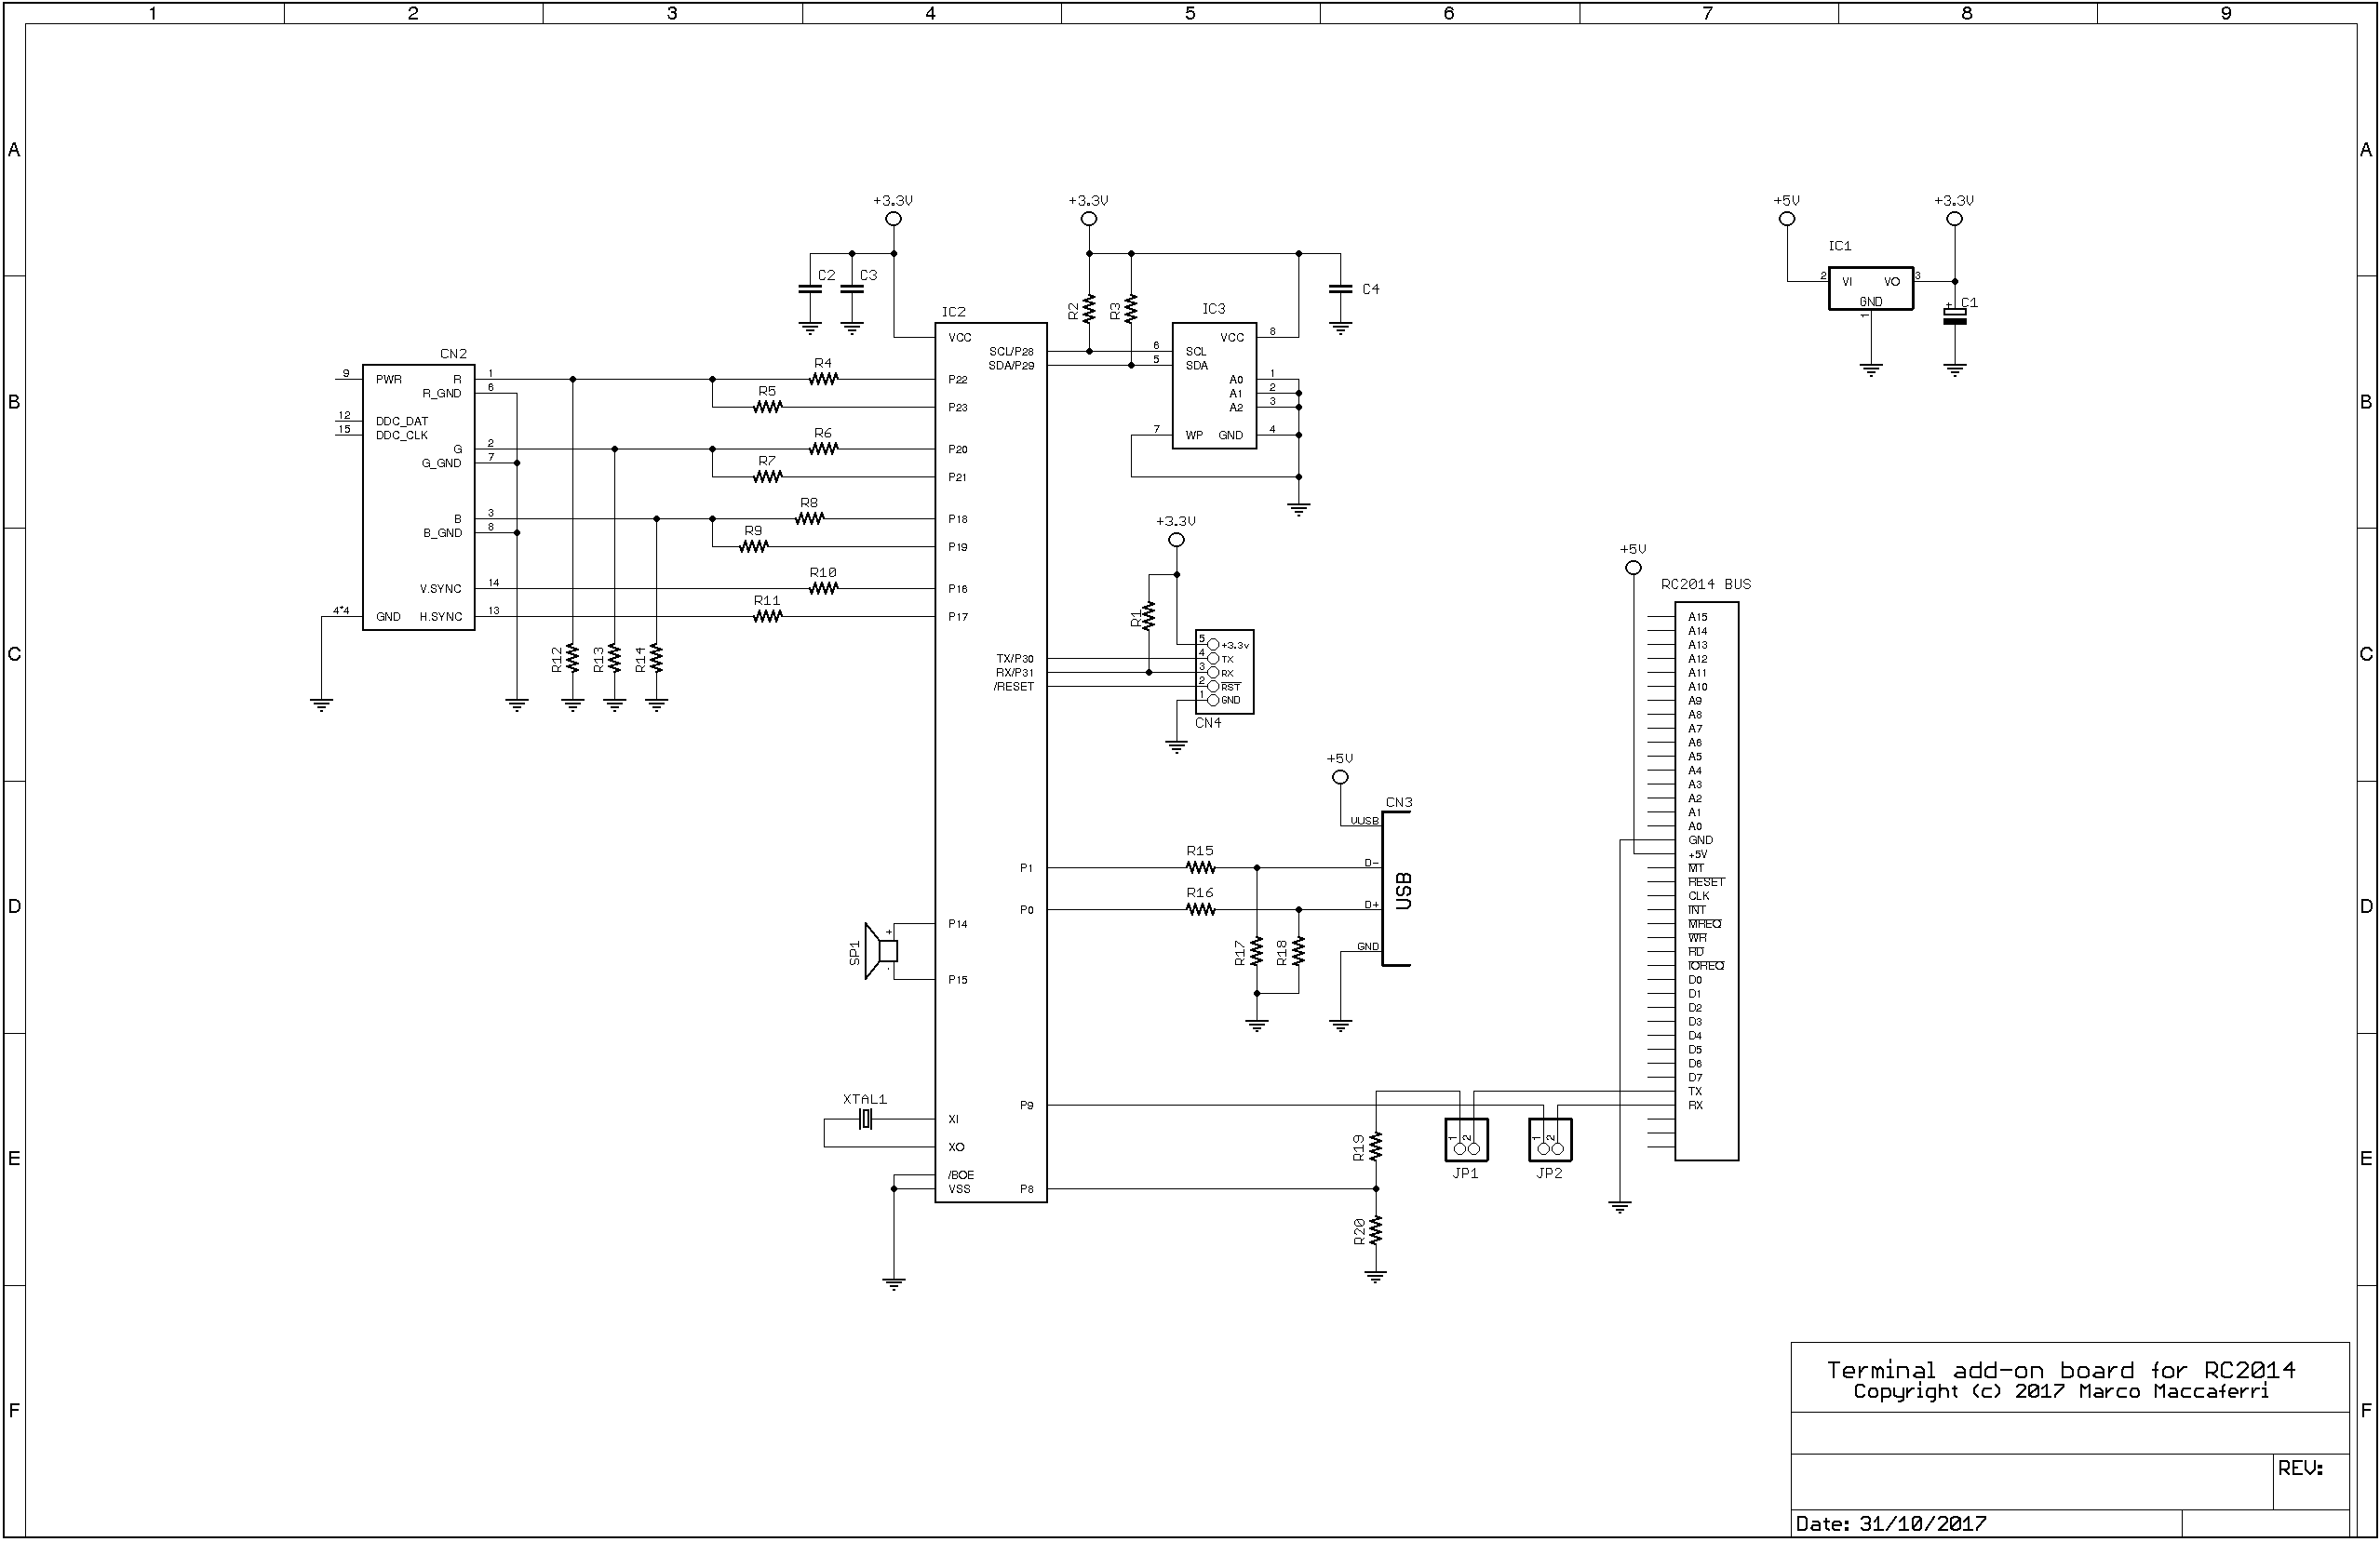 1 2 3 4 5 6 7 8 9
A A
+3.3V +3.3V +5V +3.3V
IC1
C2 C3 C4
2 VI VO 3
GND
1
+ C1
R2 R3
IC2 IC3
VCC VCC 8
SCL/P28 6 SCL
SDA/P29 5 SDA
CN2
9 PWR R 1 R4 P22
R_GND 6
A0 1
A1 2
A2 3
B B
R5 P23
12 DDC_DAT
15 DDC_CLK
G 2 R6 P20
G_GND 7
7 WP GND 4
R7 P21
B 3 R8 P18
B_GND 8
R9 P19
V.SYNC 14 R10 P16
4*4 GND H.SYNC 13 R11 P17
R12 R13 R14
+3.3V
R1
5 +3.3v
TX/P30 4 TX
RX/P31 3 RX
/RESET 2 RST
1 GND
CN4
C C
+5V
RC2014 BUS
A15
A14
A13
A12
A11
A10
A9
A8
A7
A6
A5
A4
A3
A2
A1
A0
GND
+5V
MT
RESET
CLK
INT
MREQ
WR
RD
IORQ
D0
D1
D2
D3
D4
D5
D6
D7
TX
RX
+5V
CN3
VUSB
P1 R15 D-
P0 R16 D+
USB
GND
R17 R18
D D
SP1 + P14
- P15
XTAL1
XI
XO
/BOE
VSS
P9
P8
R19
R20
1 2
JP1
1 2
JP2
E E
F F
Terminal add-on board for RC2014
Copyright (c) 2017 Marco Maccaferri
REV:
Date: 31/10/2017